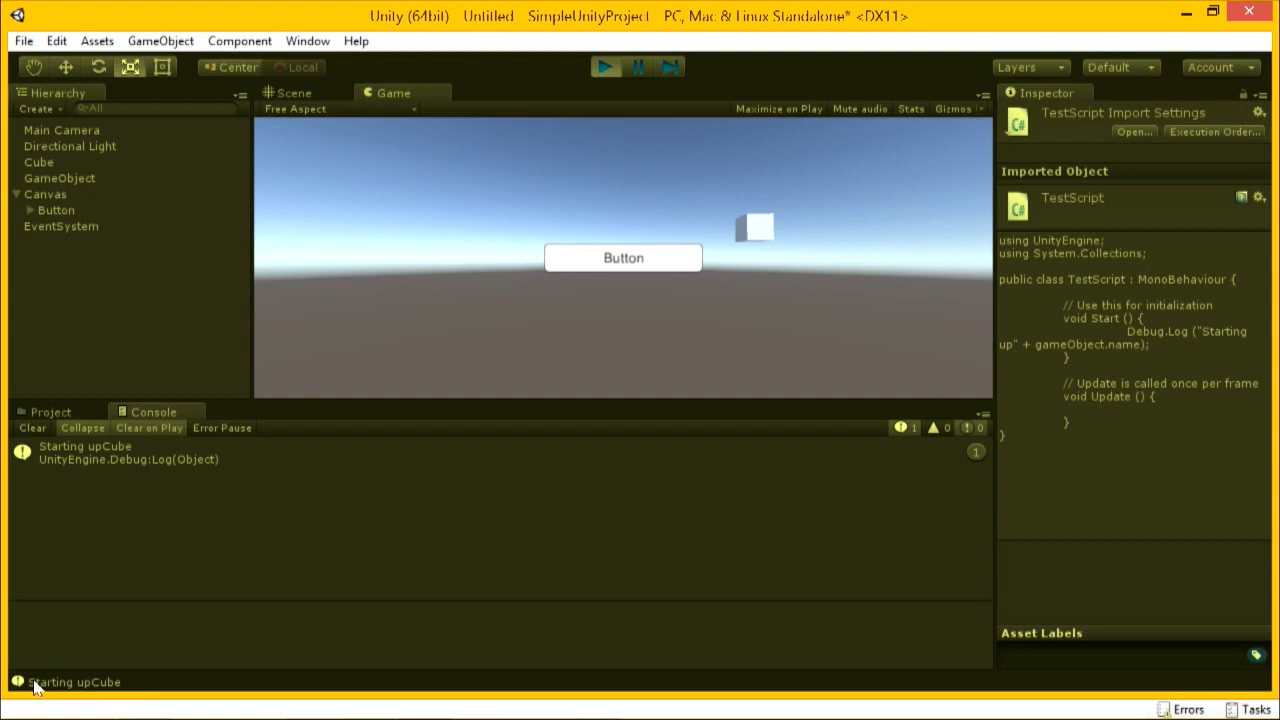 Unity (64bit) - Untitled - SimpleUnityProject - PC, Mac & Linux Standalone* <DX11>
File Edit Assets GameObject Component Window Help
Center Local Layers Default Account
Hierarchy
Create All
Main Camera
Directional Light
Cube
GameObject
Canvas
Button
EventSystem
Scene Game
Free Aspect Maximize on Play Mute audio Stats Gizmos
Button
Project Console
Clear Collapse Clear on Play Error Pause 1 0 0
Starting upCube
UnityEngine.Debug:Log(Object)
1
Inspector
C#
TestScript Import Settings
Open... Execution Order...
Imported Object
C#
TestScript
using UnityEngine;
using System.Collections;
public class TestScript : MonoBehaviour {
// Use this for initialization
void Start () {
Debug.Log ("Starting
up" + gameObject.name);
}
// Update is called once per frame
void Update () {
}
}
Asset Labels
Starting upCube
Errors Tasks